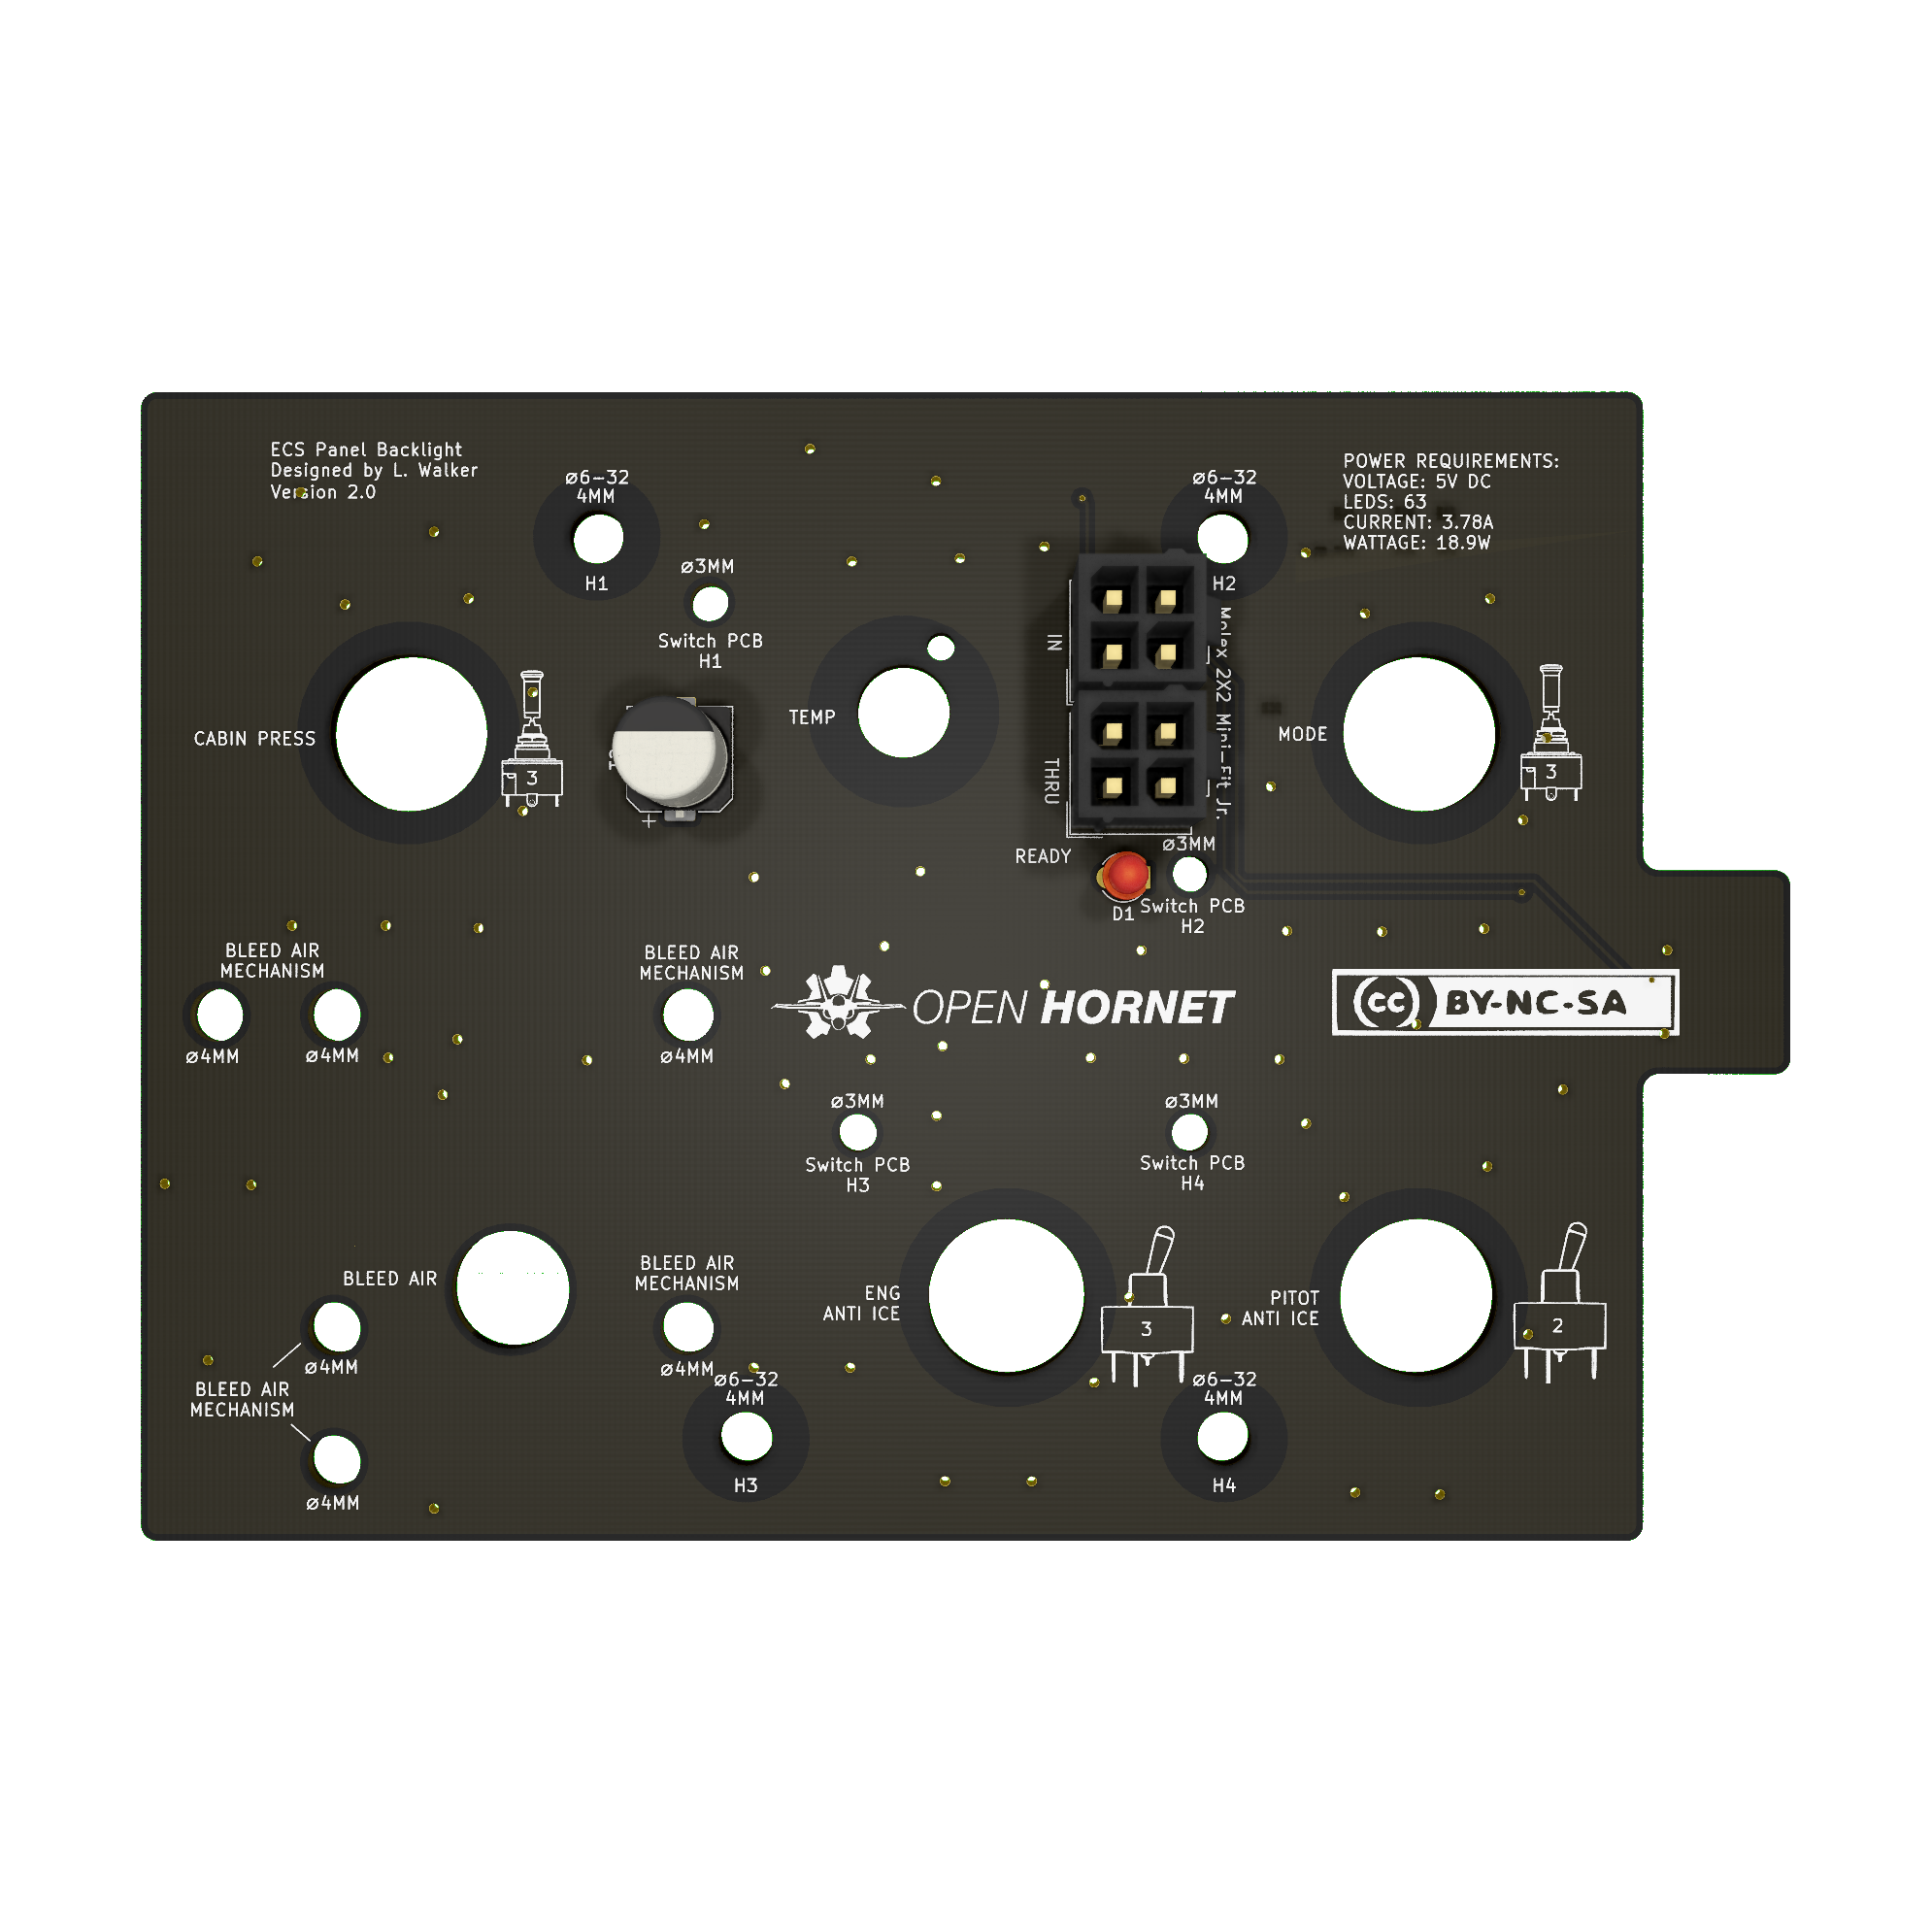 ECS Panel Backlight
Designed by L. Walker
Version 2.0
ø6-32
4MM
H1
ø3MM
Switch PCB
H1
ø6-32
4MM
H2
POWER REQUIREMENTS:
VOLTAGE: 5V DC
LEDS: 63
CURRENT: 3.78A
WATTAGE: 18.9W
CABIN PRESS
3
+
TEMP
IN
THRU
Molex 2X2 Mini-Fit Jr.
MODE
3
READY
D1
ø3MM
Switch PCB
H2
BLEED AIR
MECHANISM
ø4MM
ø4MM
BLEED AIR
MECHANISM
ø4MM
OPEN HORNET
cc BY-NC-SA
ø3MM
Switch PCB
H3
ø3MM
Switch PCB
H4
BLEED AIR
BLEED AIR
MECHANISM
ø4MM
ø4MM
BLEED AIR
MECHANISM
ø4MM
ENG
ANTI ICE
3
PITOT
ANTI ICE
2
ø6-32
4MM
H3
ø6-32
4MM
H4